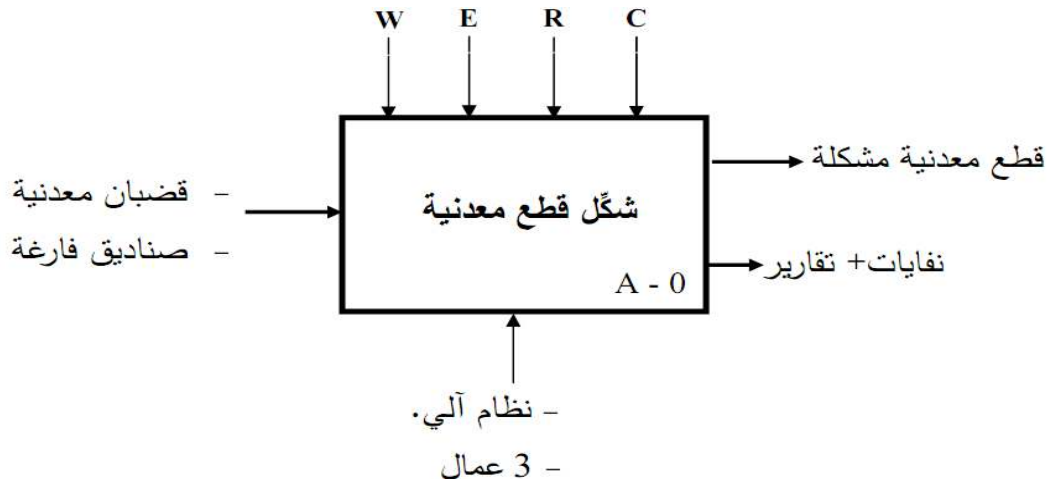 W E R C
قطع معدنية مشكلة
- قضبان معدنية
شكِّل قطع معدنية
- صناديق فارغة
نفايات+ تقارير
A - 0
- نظام آلي.
- 3 عمال